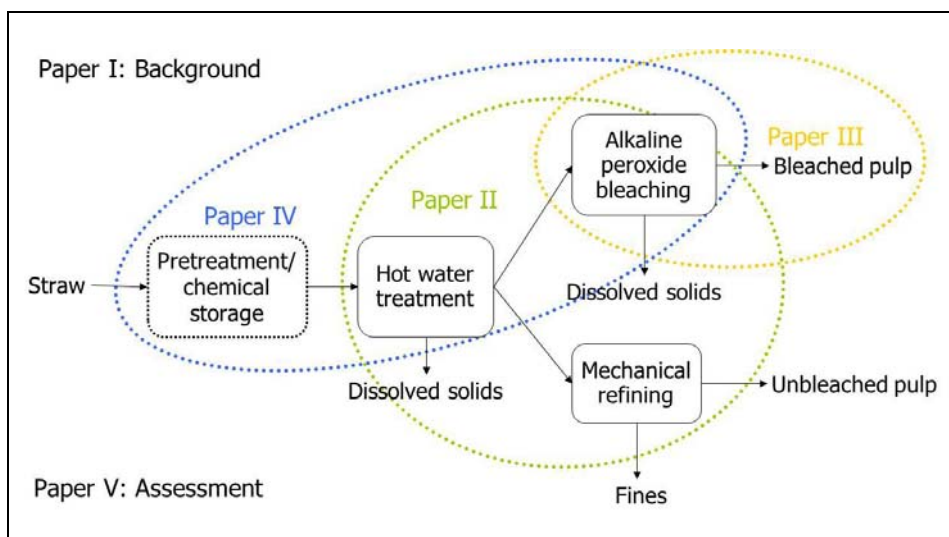 Paper I: Background
Alkaline
peroxide
bleaching
Paper III
Bleached pulp
Paper IV
Paper II
Straw
Pretreatment/
chemical
storage
Hot water
treatment
Dissolved solids
Dissolved solids
Mechanical
refining
Unbleached pulp
Paper V: Assessment
Fines